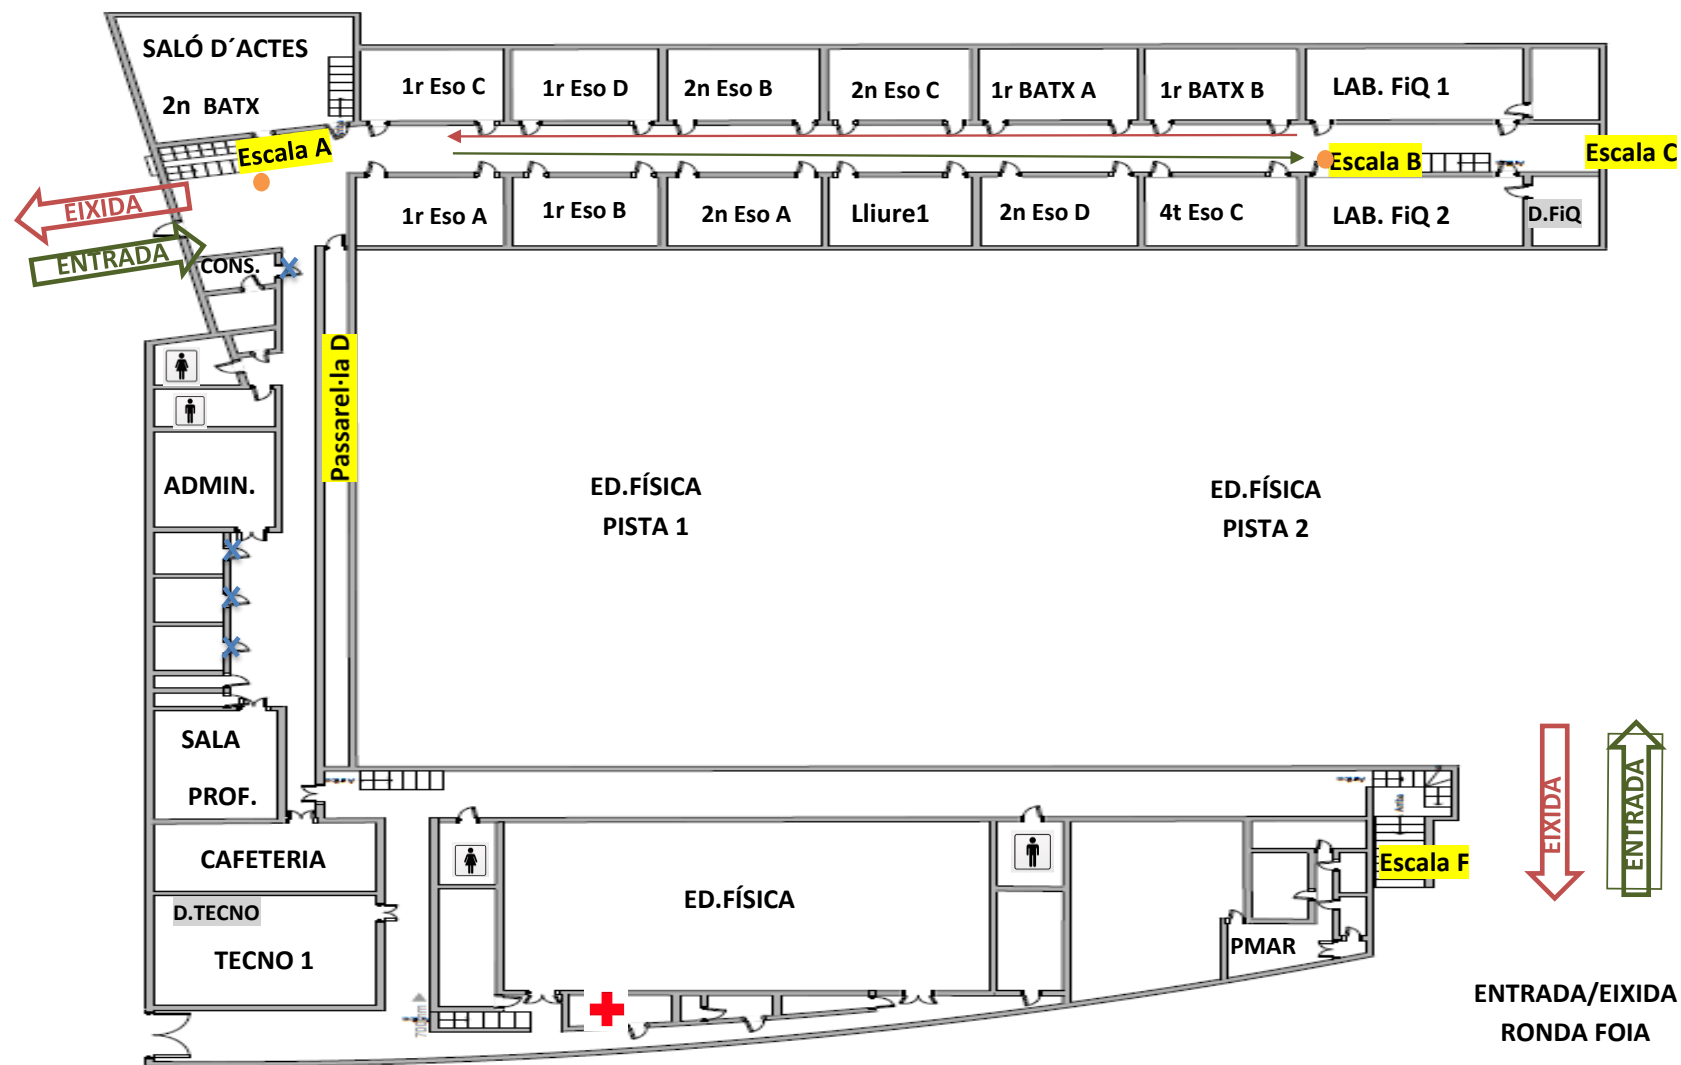 SALÓ D´ACTES
2n BATX
1r Eso C
1r Eso D
2n Eso B
2n Eso C
1r BATX A
1r BATX B
LAB. FiQ 1
Escala A
Escala B
Escala C
EIXIDA
ENTRADA
1r Eso A
1r Eso B
2n Eso A
Lliure1
2n Eso D
4t Eso C
LAB. FiQ 2
D.FiQ
CONS.
Passarel·la D
ADMIN.
ED.FÍSICA
PISTA 1
ED.FÍSICA
PISTA 2
SALA
PROF.
CAFETERIA
D.TECNO
TECNO 1
ED.FÍSICA
PMAR
Escala F
EIXIDA
ENTRADA
ENTRADA/EIXIDA
RONDA FOIA